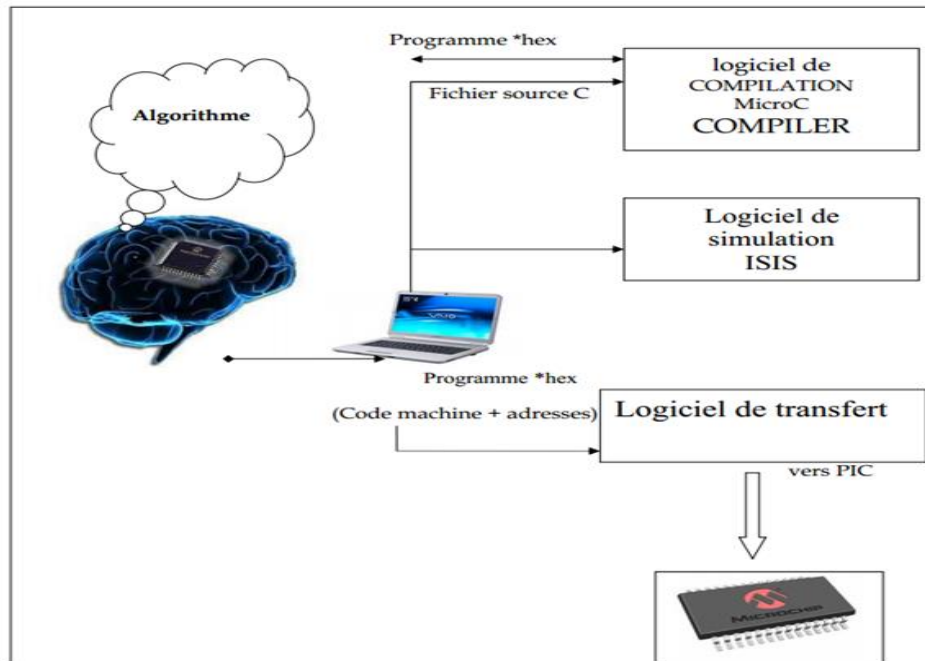 Programme *hex
logiciel de
COMPILATION
MicroC
COMPILER
Fichier source C
Algorithme
Logiciel de
simulation
ISIS
VAIO
Programme *hex
(Code machine + adresses)
Logiciel de transfert
vers PIC
MICROCHIP